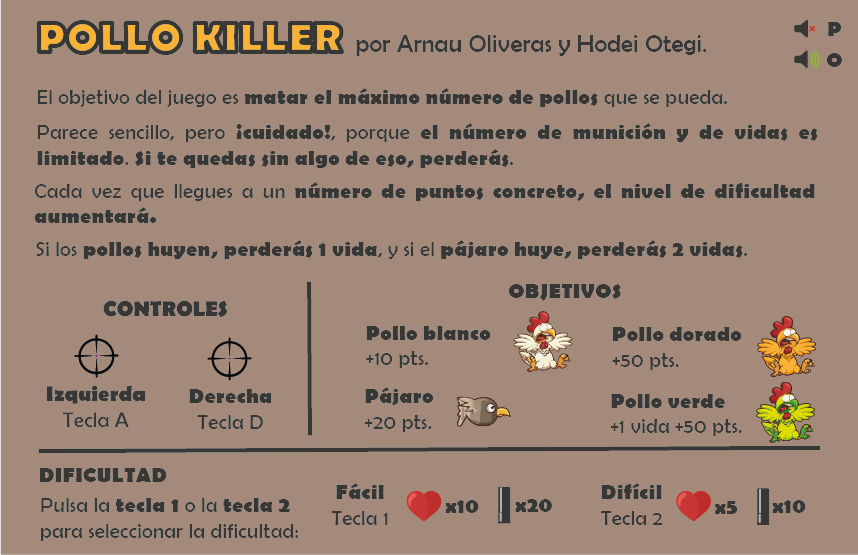 POLLO KILLER por Arnau Oliveras y Hodei Otegi.
P
O
El objetivo del juego es matar el máximo número de pollos que se pueda.
Parece sencillo, pero ¡cuidado!, porque el número de munición y de vidas es
limitado. Si te quedas sin algo de eso, perderás.
Cada vez que llegues a un número de puntos concreto, el nivel de dificultad
aumentará.
Si los pollos huyen, perderás 1 vida, y si el pájaro huye, perderás 2 vidas.
CONTROLES
Izquierda
Tecla A
Derecha
Tecla D
OBJETIVOS
Pollo blanco
+10 pts.
Pollo dorado
+50 pts.
Pájaro
+20 pts.
Pollo verde
+1 vida +50 pts.
DIFICULTAD
Pulsa la tecla 1 o la tecla 2
para seleccionar la dificultad:
Fácil
Tecla 1
x10
x20
Difícil
Tecla 2
x5
x10